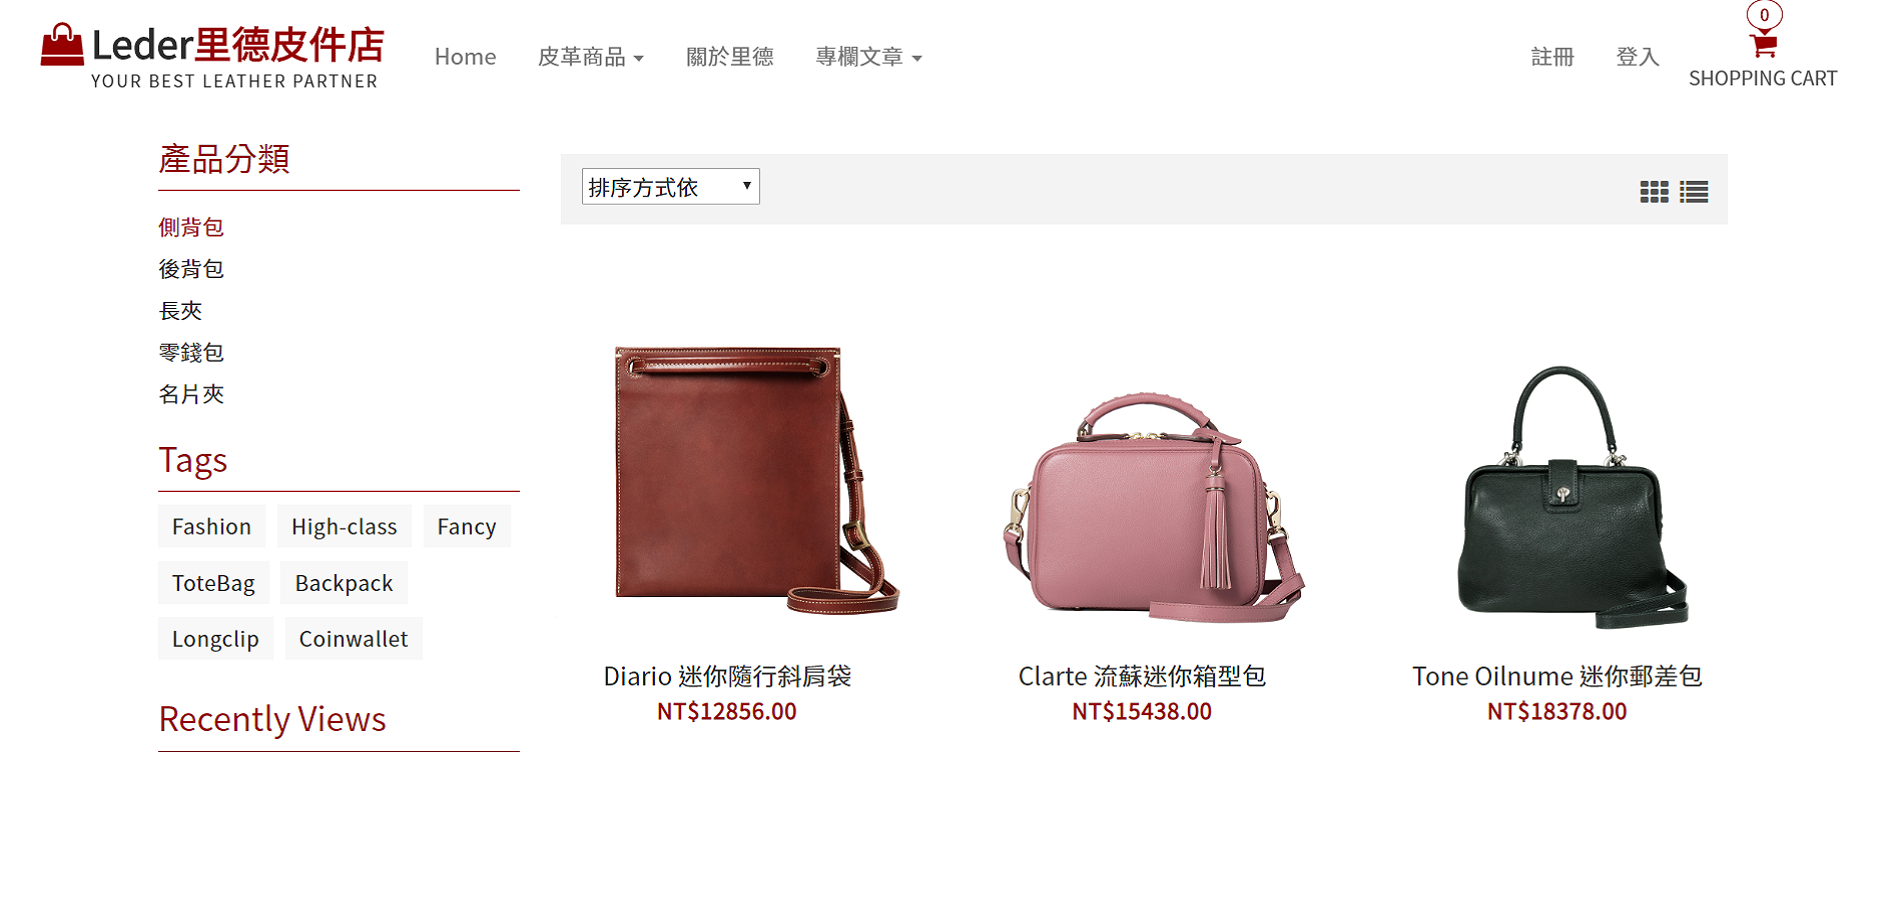 Leder里德皮件店
YOUR BEST LEATHER PARTNER
Home
皮革商品
關於里德
專欄文章
註冊
登入
0
SHOPPING CART
產品分類
側背包
後背包
長夾
零錢包
名片夾
Tags
Fashion
High-class
Fancy
ToteBag
Backpack
Longclip
Coinwallet
Recently Views
排序方式依
Diario 迷你隨行斜肩袋
NT$12856.00
Clarte 流蘇迷你箱型包
NT$15438.00
Tone Oilnume 迷你郵差包
NT$18378.00